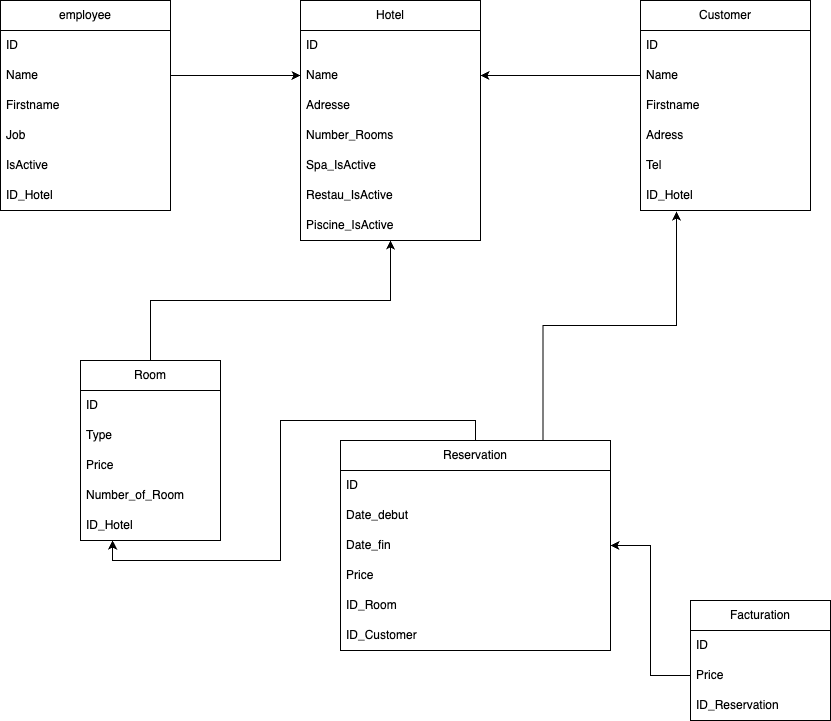 employee
ID
Name
Firstname
Job
IsActive
ID_Hotel
Hotel
ID
Name
Adresse
Number_Rooms
Spa_IsActive
Restau_IsActive
Piscine_IsActive
Customer
ID
Name
Firstname
Adress
Tel
ID_Hotel
Room
ID
Type
Price
Number_of_Room
ID_Hotel
Reservation
ID
Date_debut
Date_fin
Price
ID_Room
ID_Customer
Facturation
ID
Price
ID_Reservation